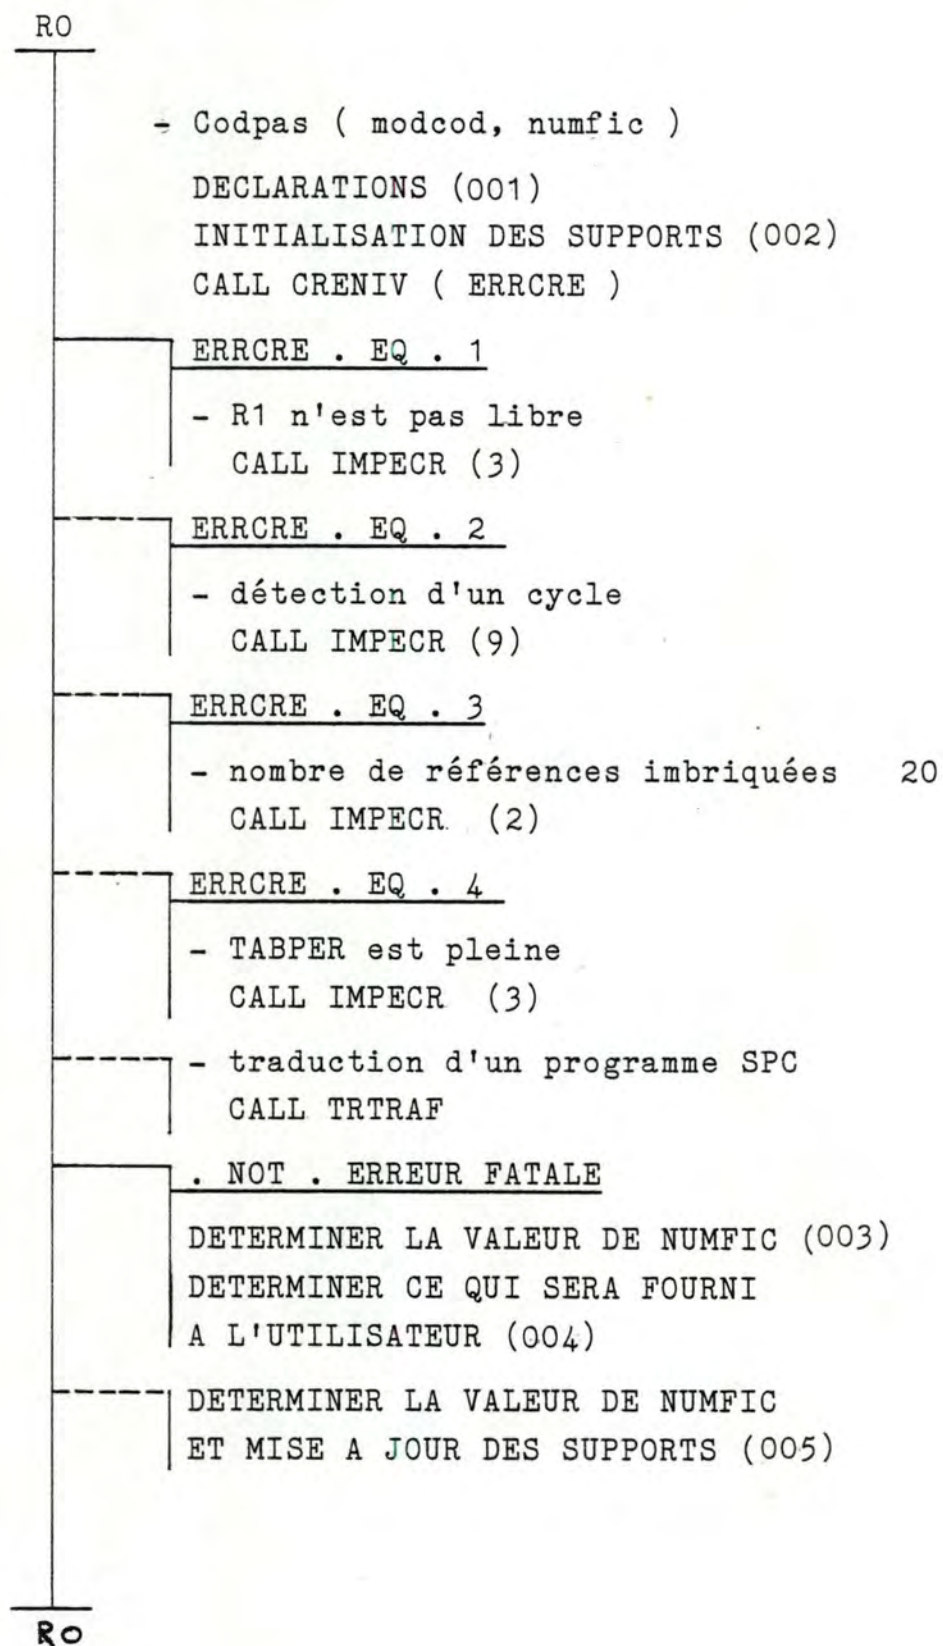 RO
- Codpas ( modcod, numfic )
DECLARATIONS (001)
INITIALISATION DES SUPPORTS (002)
CALL CRENIV ( ERRCRE )
ERRCRE . EQ . 1
- R1 n'est pas libre
CALL IMPECR (3)
ERRCRE . EQ . 2
- détection d'un cycle
CALL IMPECR (9)
ERRCRE . EQ . 3
- nombre de références imbriquées 20
CALL IMPECR (2)
ERRCRE . EQ . 4
- TABPER est pleine
CALL IMPECR (3)
- traduction d'un programme SPC
CALL TRTRAF
. NOT . ERREUR FATALE
DETERMINER LA VALEUR DE NUMFIC (003)
DETERMINER CE QUI SERA FOURNI
A L'UTILISATEUR (004)
DETERMINER LA VALEUR DE NUMFIC
ET MISE A JOUR DES SUPPORTS (005)
RO